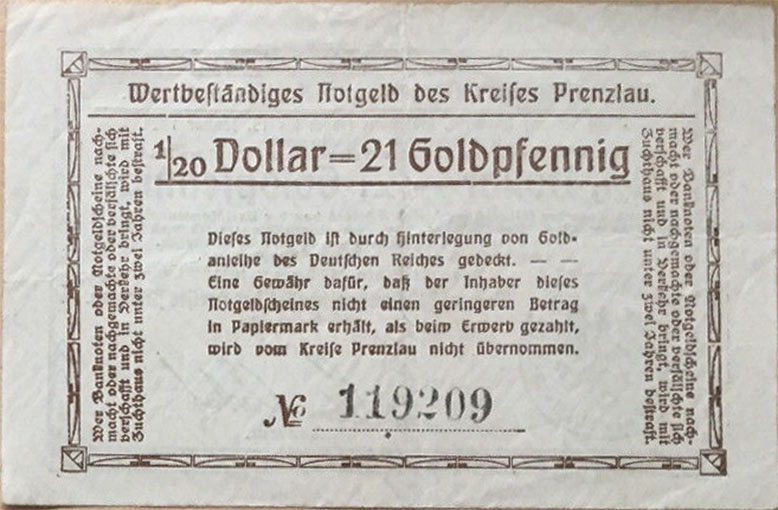 Wertbeständiges Notgeld des Kreises Prenzlau.
1/20 Dollar=21 Goldpfennig
Dieses Notgeld ist durch Hinterlegung von Gold-
anleihe des Deutschen Reiches gedeckt. — —
Eine Gewähr dafür, daß der Inhaber dieses
Notgeldscheines nicht einen geringeren Betrag
in Papiermark erhält, als beim Erwerb gezahlt,
wird vom Kreise Prenzlau nicht übernommen.
№ 119209
Wer Banknoten oder Notgeldscheine nach-
macht oder nachgemachte oder verfälschte sich
verschafft und in Verkehr bringt, wird mit
Zuchthaus nicht unter zwei Jahren bestraft.
Wer Banknoten oder Notgeldscheine nach-
macht oder nachgemachte oder verfälschte sich
verschafft und in Verkehr bringt, wird mit
Zuchthaus nicht unter zwei Jahren bestraft.